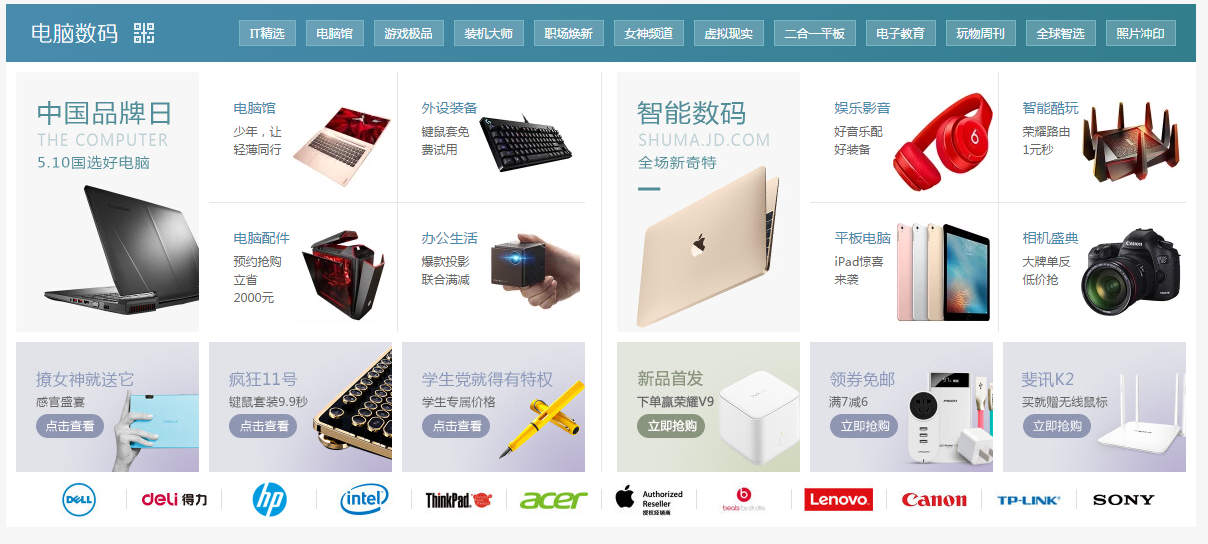 电脑数码
IT精选 电脑馆 游戏极品 装机大师 职场焕新 女神频道 虚拟现实 二合一平板 电子教育 玩物周刊 全球智选 照片冲印
中国品牌日
THE COMPUTER
5.10国选好电脑
电脑馆
少年，让
轻薄同行
外设装备
键鼠套免
费试用
电脑配件
预约抢购
立省
2000元
办公生活
爆款投影
联合满减
智能数码
SHUMA.JD.COM
全场新奇特
娱乐影音
好音乐配
好装备
智能酷玩
荣耀路由
1元秒
平板电脑
iPad惊喜
来袭
相机盛典
大牌单反
低价抢
Canon
撩女神就送它
感官盛宴
点击查看
疯狂11号
键鼠套装9.9秒
点击查看
学生党就得有特权
学生专属价格
点击查看
新品首发
下单赢荣耀V9
立即抢购
领券免邮
满7减6
立即抢购
斐讯K2
买就赠无线鼠标
立即抢购
DELL
deli 得力
hp
intel
ThinkPad
acer
Authorized
Reseller
授权经销商
beats by dr.dre
Lenovo
Canon
TP-LINK
SONY